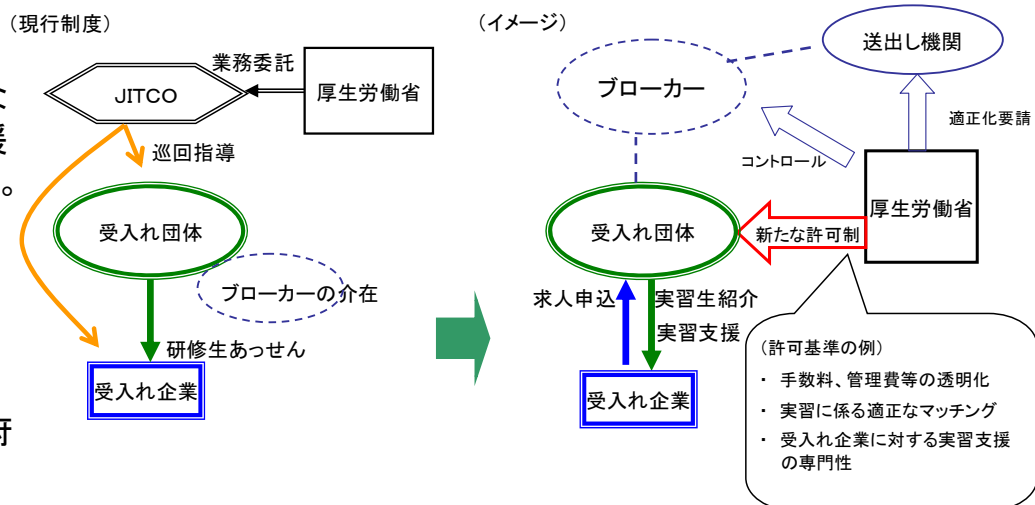 (現行制度)
業務委託
JITCO
厚生労働省
巡回指導
。
受入れ団体
ブローカーの介在
研修生あっせん
受入れ企業
(イメージ)
送出し機関
ブローカー
適正化要請
コントロール
厚生労働省
受入れ団体
新たな許可制
求人申込
実習生紹介
実習支援
受入れ企業
(許可基準の例)
・ 手数料、管理費等の透明化
・ 実習に係る適正なマッチング
・ 受入れ企業に対する実習支援
の専門性